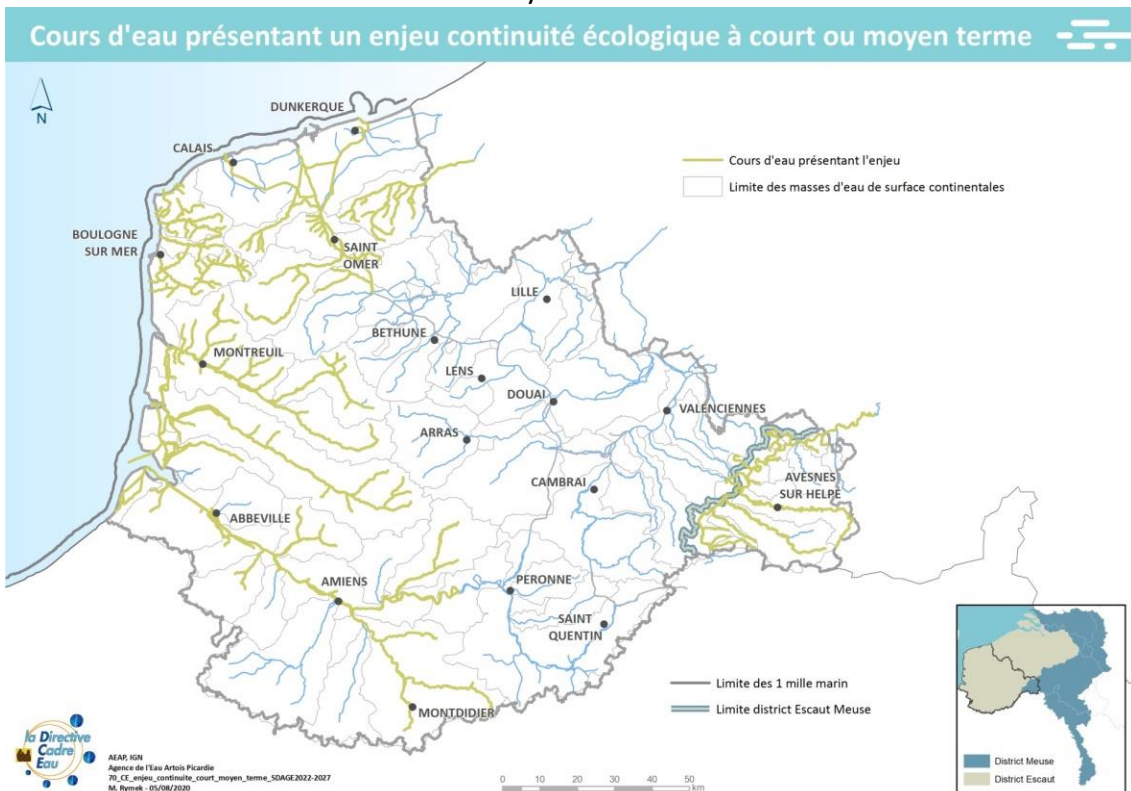 Cours d'eau présentant un enjeu continuité écologique à court ou moyen terme
N
DUNKERQUE
CALAIS
Cours d'eau présentant l'enjeu
Limite des masses d'eau de surface continentales
BOULOGNE
SUR MER
SAINT
OMER
LILLE
BETHUNE
MONTREUIL
LENS
DOUAI
VALENCIENNES
ARRAS
AVESNES
SUR HELPE
CAMBRAI
ABBEVILLE
AMIENS
PERONNE
SAINT
QUENTIN
Limite des 1 mille marin
MONTDIDIER
Limite district Escaut Meuse
la Directive
Cadre
Eau
AEAP, IGN
Agence de l'Eau Artois Picardie
70_CE_enjeu_continuite_court_moyen_terme_SDAGE2022-2027
M. Rymek - 05/08/2020
0 10 20 30 40 50
km
District Meuse
District Escaut